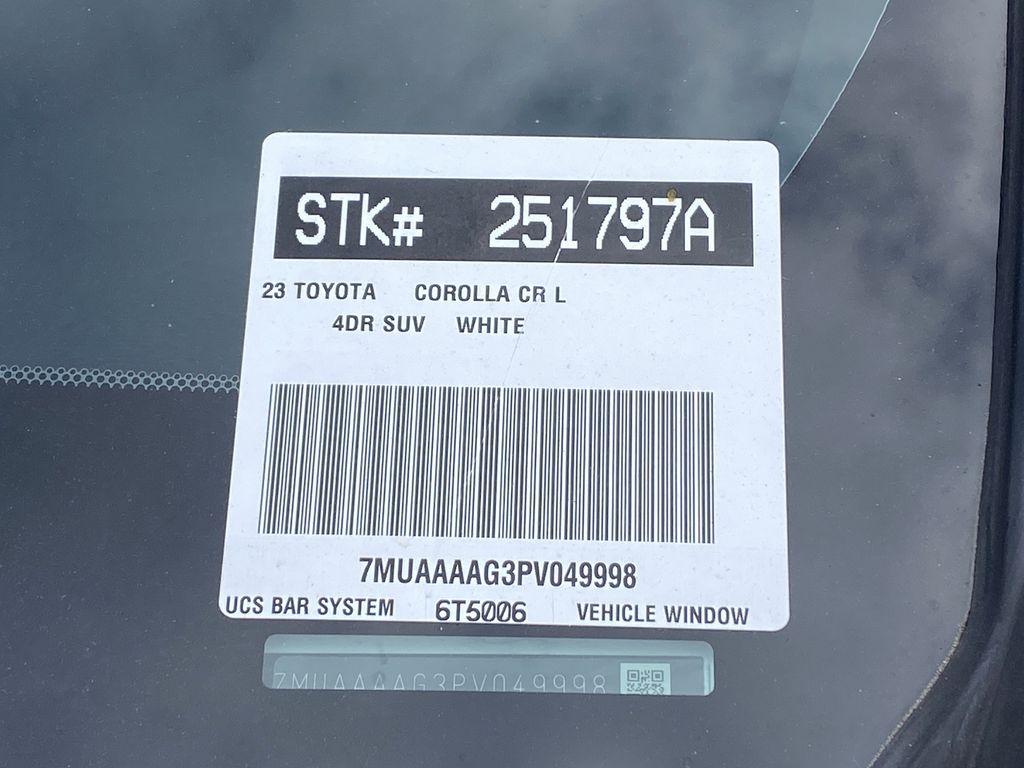 STK# 251797A
23 TOYOTA COROLLA CR L
4DR SUV WHITE
7MUAAAAG3PV049998
UCS BAR SYSTEM 6T5006 VEHICLE WINDOW
7MUAAAAG3PV049998